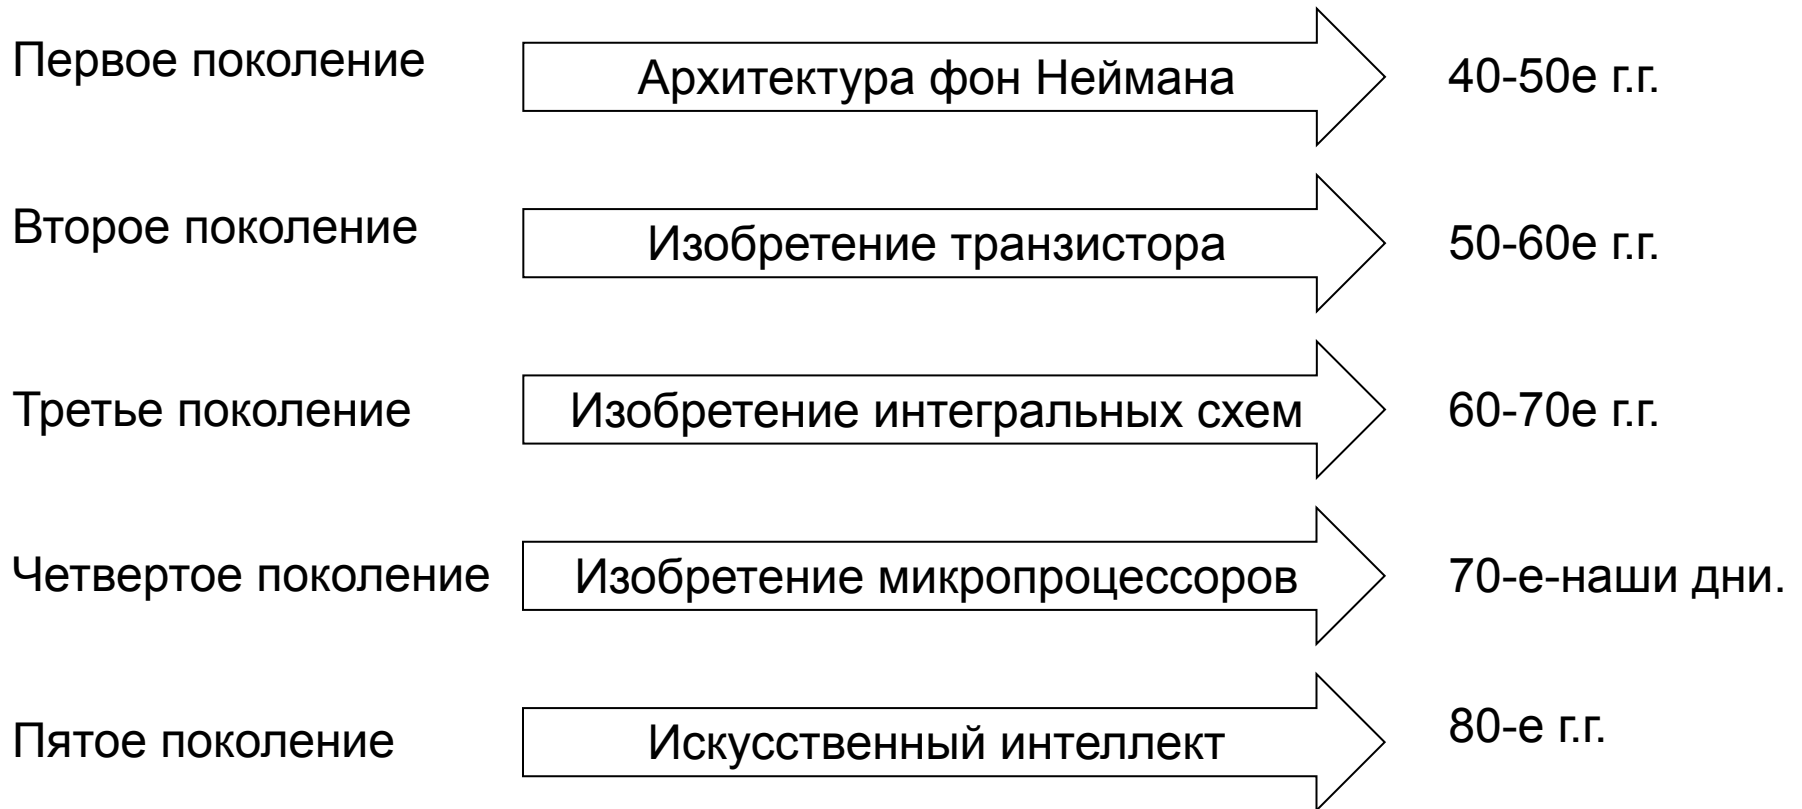 Первое поколение
Архитектура фон Неймана
40-50е г.г.
Второе поколение
Изобретение транзистора
50-60е г.г.
Третье поколение
Изобретение интегральных схем
60-70е г.г.
Четвертое поколение
Изобретение микропроцессоров
70-е-наши дни.
Пятое поколение
Искусственный интеллект
80-е г.г.